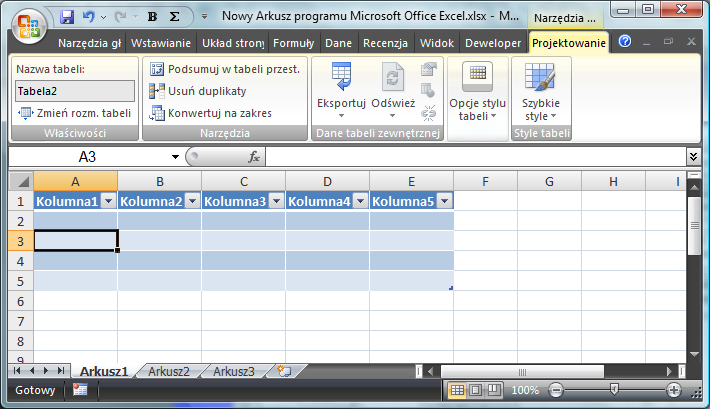 Nowy Arkusz programu Microsoft Office Excel.xlsx - M... Narzędzia ...
Narzędzia gł Wstawianie Układ strony Formuły Dane Recenzja Widok Deweloper Projektowanie
Nazwa tabeli:
Tabela2
Zmień rozm. tabeli
Właściwości
Podsumuj w tabeli przest.
Usuń duplikaty
Konwertuj na zakres
Narzędzia
Eksportuj Odśwież
Dane tabeli zewnętrznej
Opcje stylu
tabeli
Szybkie
style
Style tabeli
A3 fx
A B C D E F G H I
1 Kolumna1 Kolumna2 Kolumna3 Kolumna4 Kolumna5
2
3
4
5
6
7
8
9
Arkusz1 Arkusz2 Arkusz3
Gotowy 100%